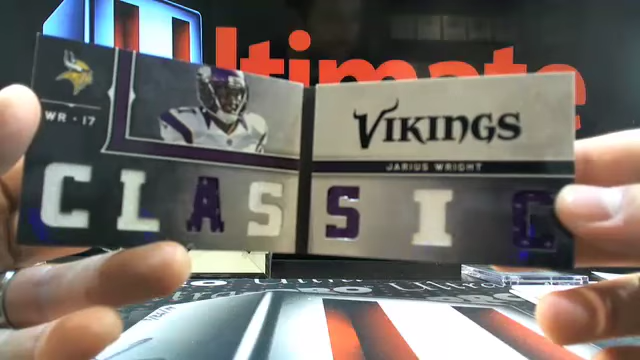 Ultimate
WR • 17
VIKINGS
JARIUS WRIGHT
CLASSIC